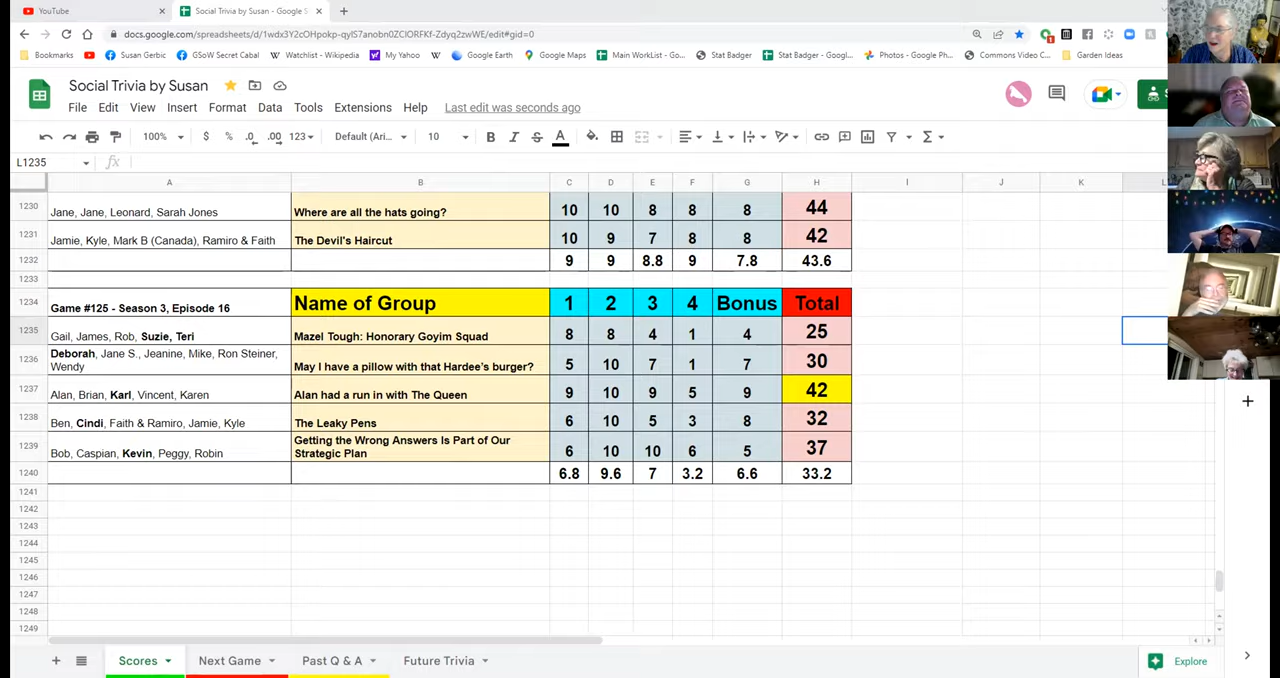 YouTube
Social Trivia by Susan - Google S
docs.google.com/spreadsheets/d/1wdx3Y2cOHpokp-qyIS7anobn0ZClORFKf-Zdyq2zwWE/edit#gid=0
Bookmarks Susan Gerbic GSoW Secret Cabal Watchlist - Wikipedia My Yahoo Google Earth Google Maps Main WorkList - Go... Stat Badger Stat Badger - Googl... Photos - Google Ph... Commons Video C... Garden Ideas
Social Trivia by Susan
File Edit View Insert Format Data Tools Extensions Help Last edit was seconds ago
100% $ % .0 .00 123 Default (Ari... 10 B I S A
L1235 fx
A B C D E F G H I J K L
1230 Jane, Jane, Leonard, Sarah Jones Where are all the hats going? 10 10 8 8 8 44
1231 Jamie, Kyle, Mark B (Canada), Ramiro & Faith The Devil's Haircut 10 9 7 8 8 42
1232 9 9 8.8 9 7.8 43.6
1233
1234 Game #125 - Season 3, Episode 16 Name of Group 1 2 3 4 Bonus Total
1235 Gail, James, Rob, Suzie, Teri Mazel Tough: Honorary Goyim Squad 8 8 4 1 4 25
1236 Deborah, Jane S., Jeanine, Mike, Ron Steiner,
Wendy May I have a pillow with that Hardee's burger? 5 10 7 1 7 30
1237 Alan, Brian, Karl, Vincent, Karen Alan had a run in with The Queen 9 10 9 5 9 42
1238 Ben, Cindi, Faith & Ramiro, Jamie, Kyle The Leaky Pens 6 10 5 3 8 32
1239 Bob, Caspian, Kevin, Peggy, Robin Getting the Wrong Answers Is Part of Our
Strategic Plan 6 10 10 6 5 37
1240 6.8 9.6 7 3.2 6.6 33.2
1241
1242
1243
1244
1245
1246
1247
1248
1249
Scores Next Game Past Q & A Future Trivia Explore